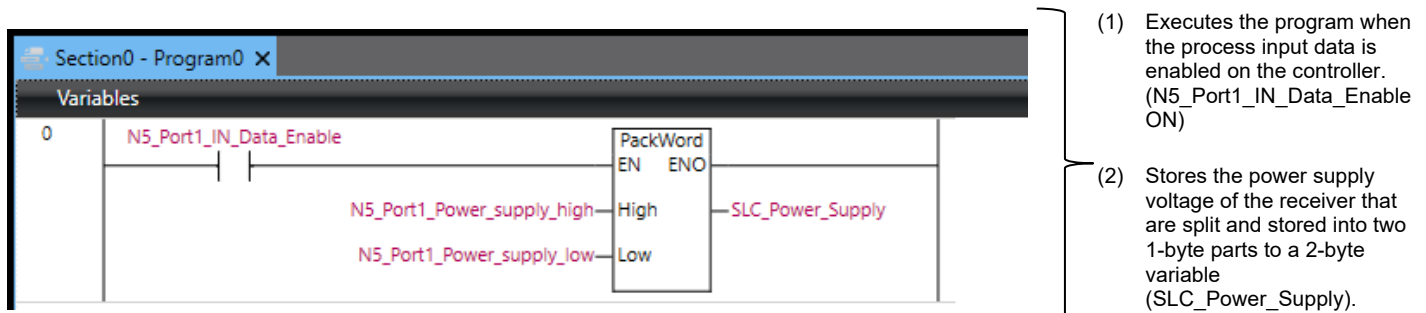 Section0 - Program0 X
Variables
0
N5_Port1_IN_Data_Enable
PackWord
EN ENO
N5_Port1_Power_supply_high
High
SLC_Power_Supply
N5_Port1_Power_supply_low
Low
(1) Executes the program when
the process input data is
enabled on the controller.
(N5_Port1_IN_Data_Enable
ON)
(2) Stores the power supply
voltage of the receiver that
are split and stored into two
1-byte parts to a 2-byte
variable
(SLC_Power_Supply).